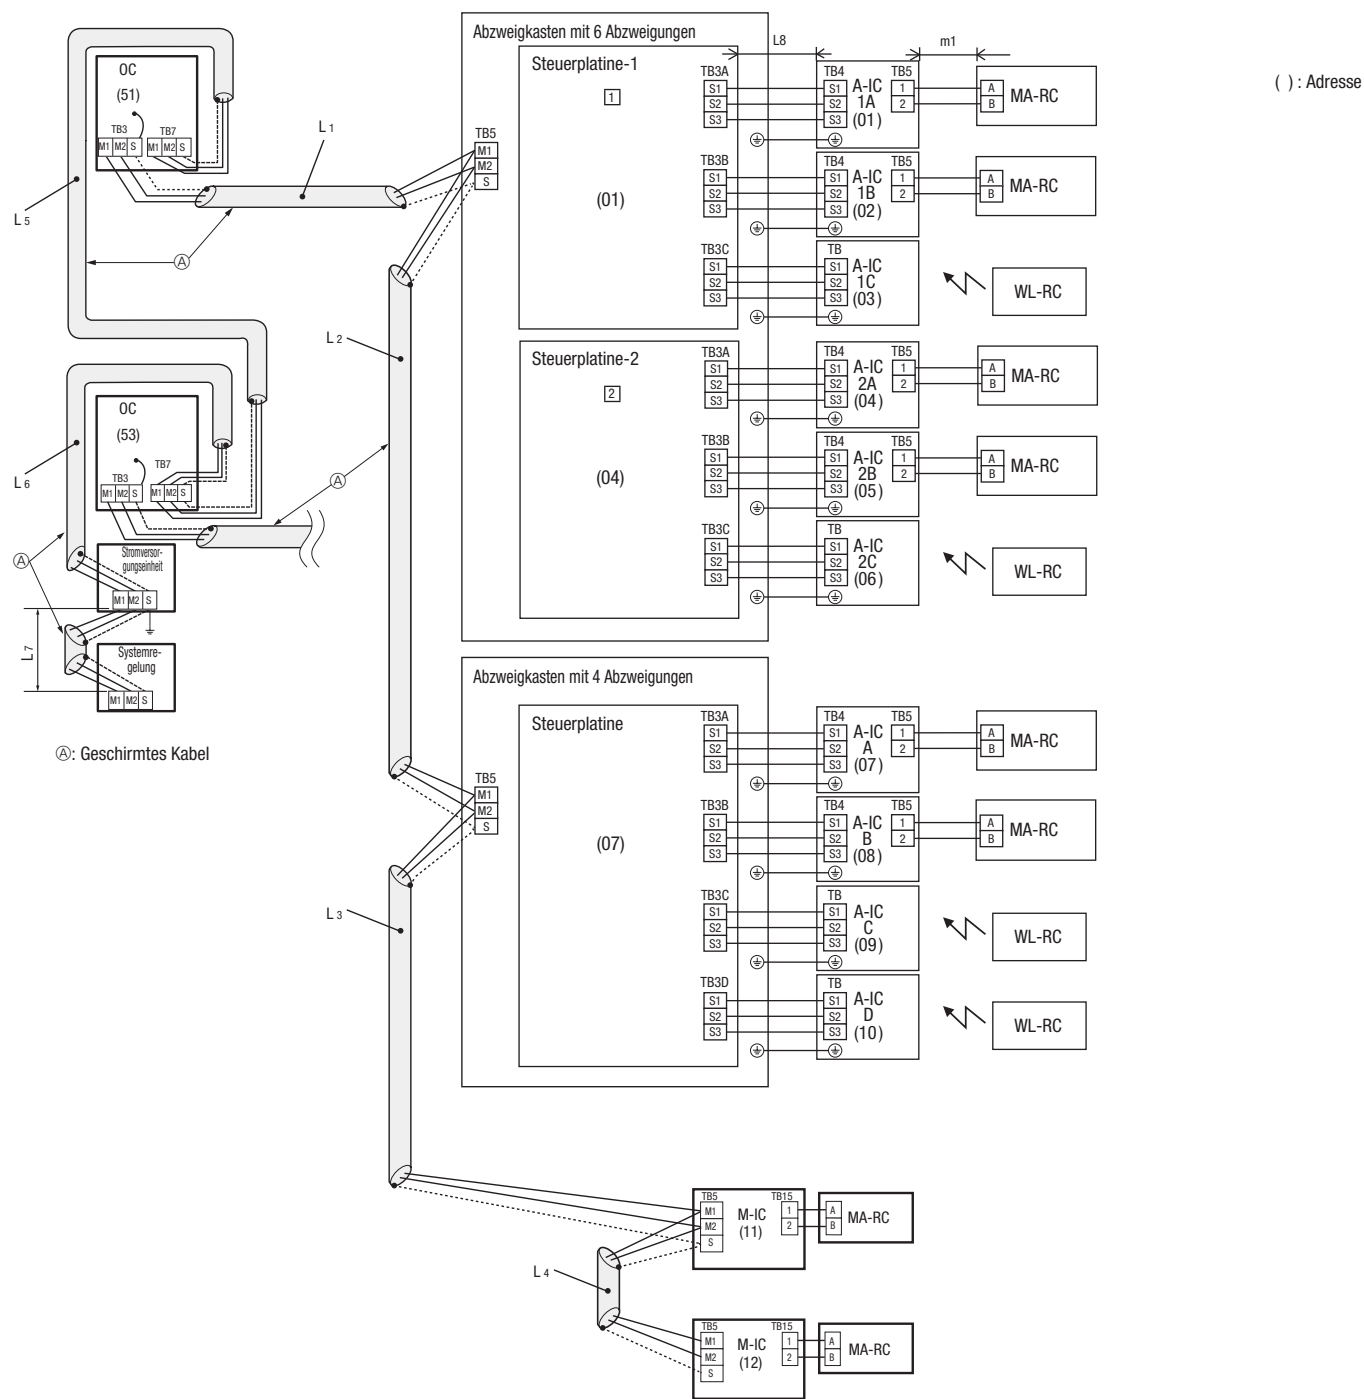 Abzweigkasten mit 6 Abzweigungen
Steuerplatine-1
1
(01)
TB5
M1
M2
S
TB3A
S1
S2
S3
TB3B
S1
S2
S3
TB3C
S1
S2
S3
L8
m1
TB4
S1
S2
S3
A-IC
1A
(01)
TB5
1
2
A
B
MA-RC
TB4
S1
S2
S3
A-IC
1B
(02)
TB5
1
2
A
B
MA-RC
TB
S1
S2
S3
A-IC
1C
(03)
WL-RC
( ) : Adresse
Steuerplatine-2
2
(04)
TB3A
S1
S2
S3
TB3B
S1
S2
S3
TB3C
S1
S2
S3
TB4
S1
S2
S3
A-IC
2A
(04)
TB5
1
2
A
B
MA-RC
TB4
S1
S2
S3
A-IC
2B
(05)
TB5
1
2
A
B
MA-RC
TB
S1
S2
S3
A-IC
2C
(06)
WL-RC
OC
(51)
TB3
M1 M2 S
TB7
M1 M2 S
L1
L5
Ⓐ
L2
Ⓐ
OC
(53)
TB3
M1 M2 S
TB7
M1 M2 S
L6
Ⓐ
Stromversor-
gungseinheit
M1 M2 S
L7
Systemre-
gelung
M1 M2 S
Ⓐ: Geschirmtes Kabel
Abzweigkasten mit 4 Abzweigungen
Steuerplatine
(07)
TB5
M1
M2
S
TB3A
S1
S2
S3
TB3B
S1
S2
S3
TB3C
S1
S2
S3
TB3D
S1
S2
S3
TB4
S1
S2
S3
A-IC
A
(07)
TB5
1
2
A
B
MA-RC
TB4
S1
S2
S3
A-IC
B
(08)
TB5
1
2
A
B
MA-RC
TB
S1
S2
S3
A-IC
C
(09)
WL-RC
TB
S1
S2
S3
A-IC
D
(10)
WL-RC
L3
TB5
M1
M2
S
M-IC
(11)
TB15
1
2
A
B
MA-RC
L4
TB5
M1
M2
S
M-IC
(12)
TB15
1
2
A
B
MA-RC